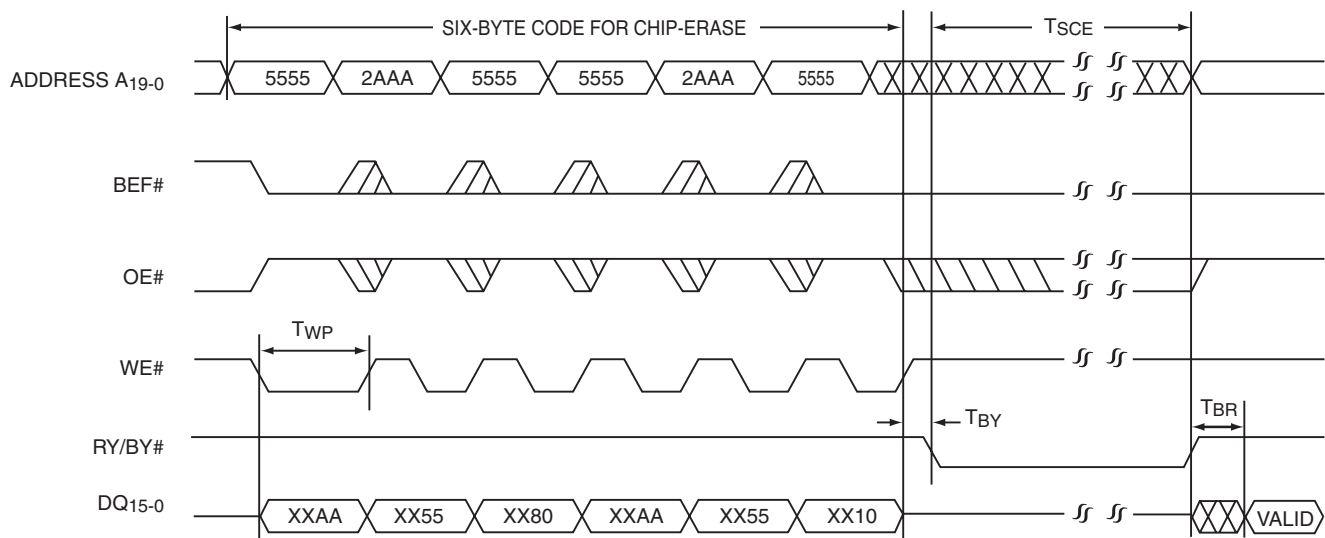 SIX-BYTE CODE FOR CHIP-ERASE TSCE
ADDRESS A19-0 5555 2AAA 5555 5555 2AAA 5555
BEF#
OE#
TWP
WE#
TBY TBR
RY/BY#
DQ15-0 XXAA XX55 XX80 XXAA XX55 XX10 VALID